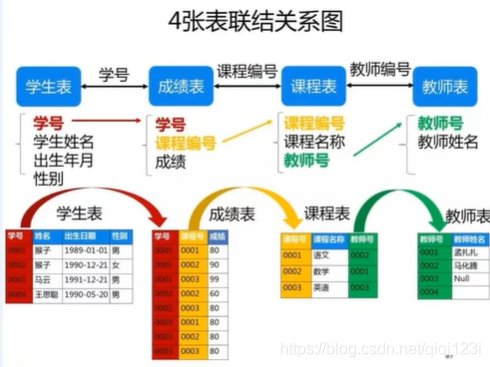 4张表联结关系图
学生表 学号 成绩表 课程编号 课程表 教师编号 教师表
学号 学号 课程编号 教师号
学生姓名 课程编号 课程名称 教师姓名
出生年月 成绩 教师号
性别
学生表 成绩表 课程表 教师表
学号 姓名 出生日期 性别
0001 猴子 1989-01-01 男
0002 猴子 1990-12-21 女
0003 马云 1991-12-21 男
0004 王思聪 1990-05-20 男
学号 课程号 成绩
0001 0001 80
0001 0002 90
0001 0003 99
0002 0002 60
0002 0003 80
0003 0001 80
0003 0002 80
0003 0003 80
课程号 课程名称 教师号
0001 语文 0002
0002 数学 0001
0003 英语 0003
教师号 教师姓名
0001 孟扎扎
0002 马化腾
0003 Null
0004
https://blog.csdn.net/qiqi123i